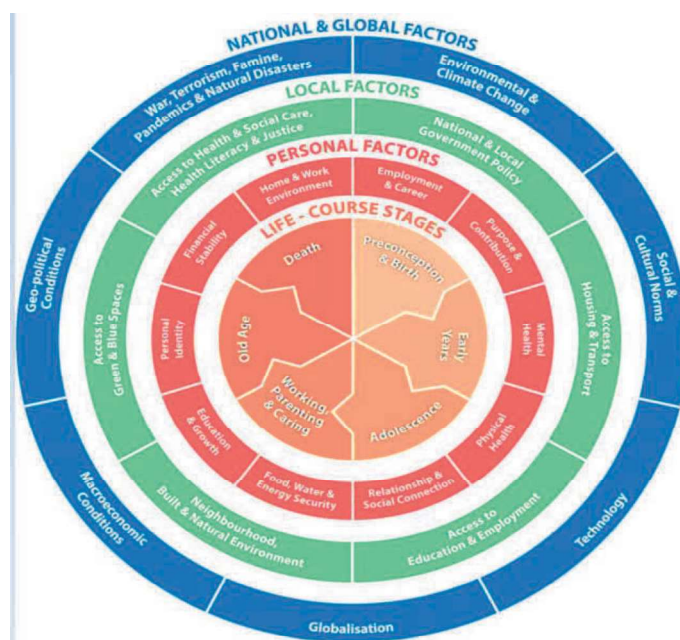 NATIONAL & GLOBAL FACTORS
War, Terrorism, Famine,
Pandemics & Natural Disasters
Environmental &
Climate Change
Social &
Cultural Norms
Technology
Globalisation
Macroeconomic
Conditions
Geo-political
Conditions
LOCAL FACTORS
Access to Health & Social Care,
Health Literacy & Justice
National & Local
Government Policy
Access to
Housing & Transport
Access to
Education & Employment
Neighbourhood,
Built & Natural Environment
Access to
Green & Blue Spaces
PERSONAL FACTORS
Home & Work
Environment
Employment
& Career
Purpose &
Contribution
Mental
Health
Physical
Health
Relationship &
Social Connection
Food, Water &
Energy Security
Education
& Growth
Personal
Identity
Financial
Stability
LIFE - COURSE STAGES
Death
Preconception
& Birth
Early
Years
Adolescence
Working,
Parenting
& Caring
Old Age